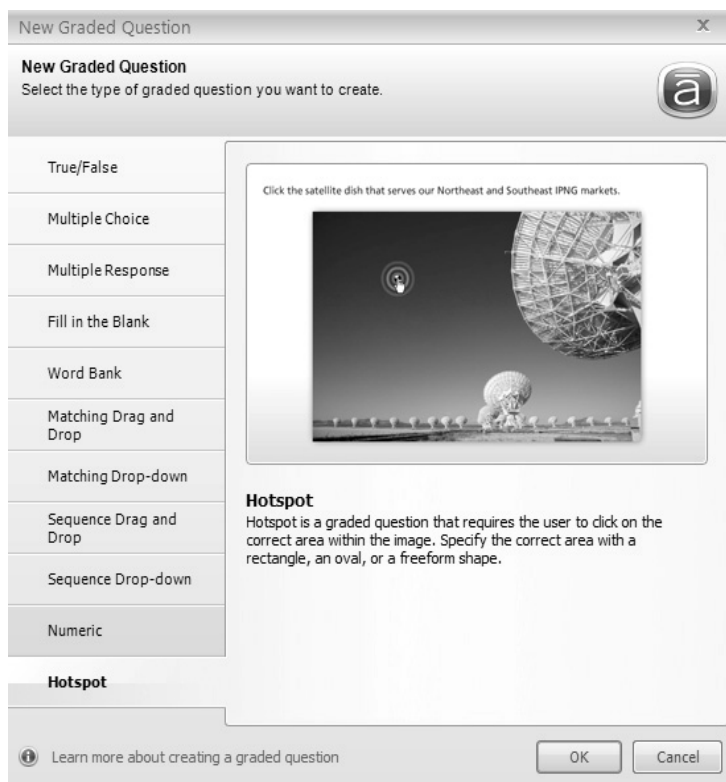 New Graded Question
X
New Graded Question
Select the type of graded question you want to create.
ā
True/False
Multiple Choice
Multiple Response
Fill in the Blank
Word Bank
Matching Drag and
Drop
Matching Drop-down
Sequence Drag and
Drop
Sequence Drop-down
Numeric
Hotspot
Click the satellite dish that serves our Northeast and Southeast IPNG markets.
Hotspot
Hotspot is a graded question that requires the user to click on the
correct area within the image. Specify the correct area with a
rectangle, an oval, or a freeform shape.
Learn more about creating a graded question
OK
Cancel